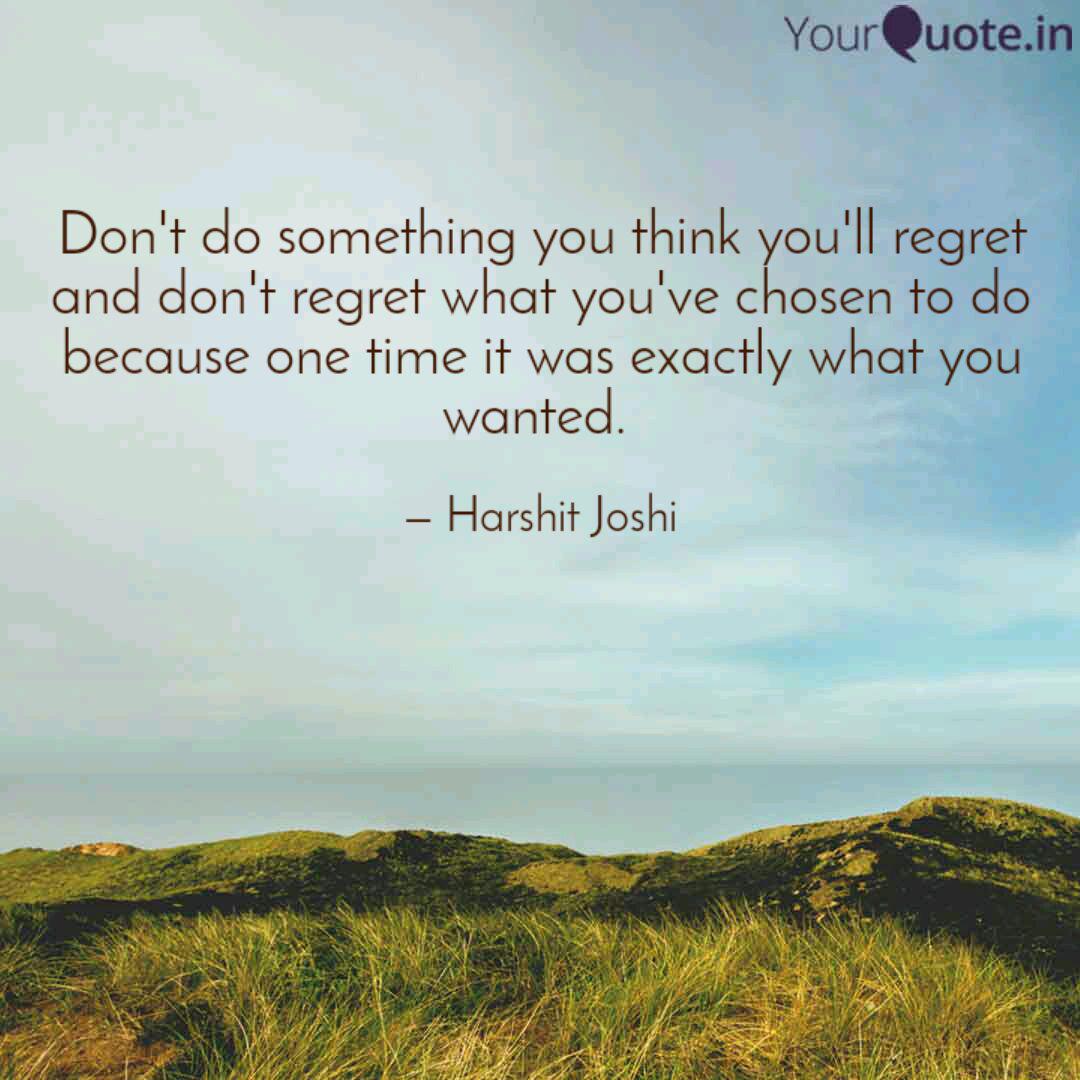 YourQuote.in
Don't do something you think you'll regret
and don't regret what you've chosen to do
because one time it was exactly what you
wanted.
– Harshit Joshi